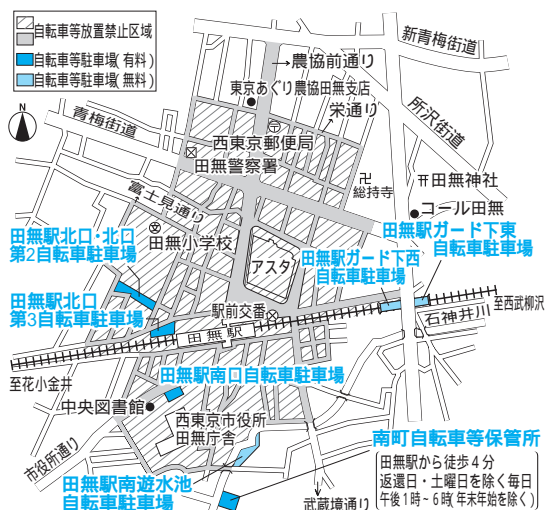 自転車等放置禁止区域
自転車等駐車場(有料)
自転車等駐車場(無料)
新青梅街道
→農協前通り
東京あぐり農協田無支店
栄通り
所沢街道
N
青梅街道
西東京郵便局
田無警察署
総持寺
田無神社
コール田無
富士見通り
田無小学校
文
田無駅北口・北口
第2自転車駐車場
アスタ
田無駅ガード下西
自転車駐車場
田無駅ガード下東
自転車駐車場
田無駅北口
第3自転車駐車場
駅前交番
田無駅
至西武柳沢
石神井川
至花小金井
田無駅南口自転車駐車場
中央図書館
西東京市役所
田無庁舎
市役所通り
田無駅南遊水池
自転車駐車場
武蔵境通り
南町自転車等保管所
田無駅から徒歩4分
返還日・土曜日を除く毎日
午後1時~6時(年末年始を除く)